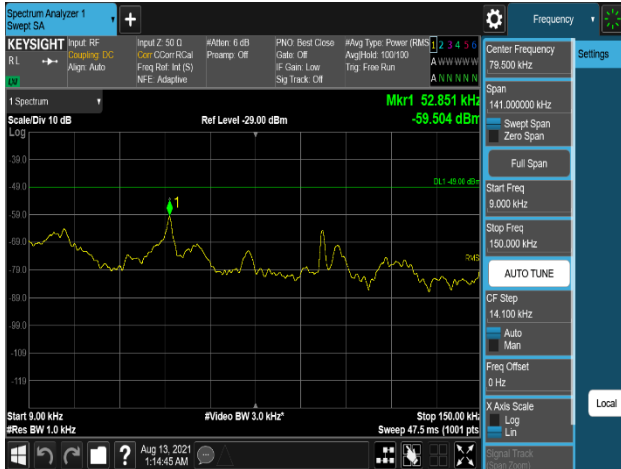 Spectrum Analyzer 1
Swept SA
Frequency
KEYSIGHT
Input: RF
Coupling: DC
Align: Auto
Input Z: 50 Ω
Corr CCorr RCal
Freq Ref: Int (S)
NFE: Adaptive
#Atten: 6 dB
Preamp: Off
PNO: Best Close
Gate: Off
IF Gain: Low
Sig Track: Off
#Avg Type: Power (RMS
Avg|Hold: 100/100
Trig: Free Run
1 2 3 4 5 6
A W W W W W
A N N N N N
R L
LV
1 Spectrum
Scale/Div 10 dB
Log
Ref Level -29.00 dBm
Mkr1 52.851 kHz
-59.504 dBm
-39.0
-49.0
DL1 -49.00 dBm
1
-59.0
-69.0
RMS
-79.0
-89.0
-99.0
-109
-119
Start 9.00 kHz
#Res BW 1.0 kHz
#Video BW 3.0 kHz*
Stop 150.00 kHz
Sweep 47.5 ms (1001 pts
Aug 13, 2021
1:14:45 AM
?
Center Frequency
79.500 kHz
Settings
Span
141.000000 kHz
Swept Span
Zero Span
Full Span
Start Freq
9.000 kHz
Stop Freq
150.000 kHz
AUTO TUNE
CF Step
14.100 kHz
Auto
Man
Freq Offset
0 Hz
Local
X Axis Scale
Log
Lin
Signal Track
(Span Zoom)